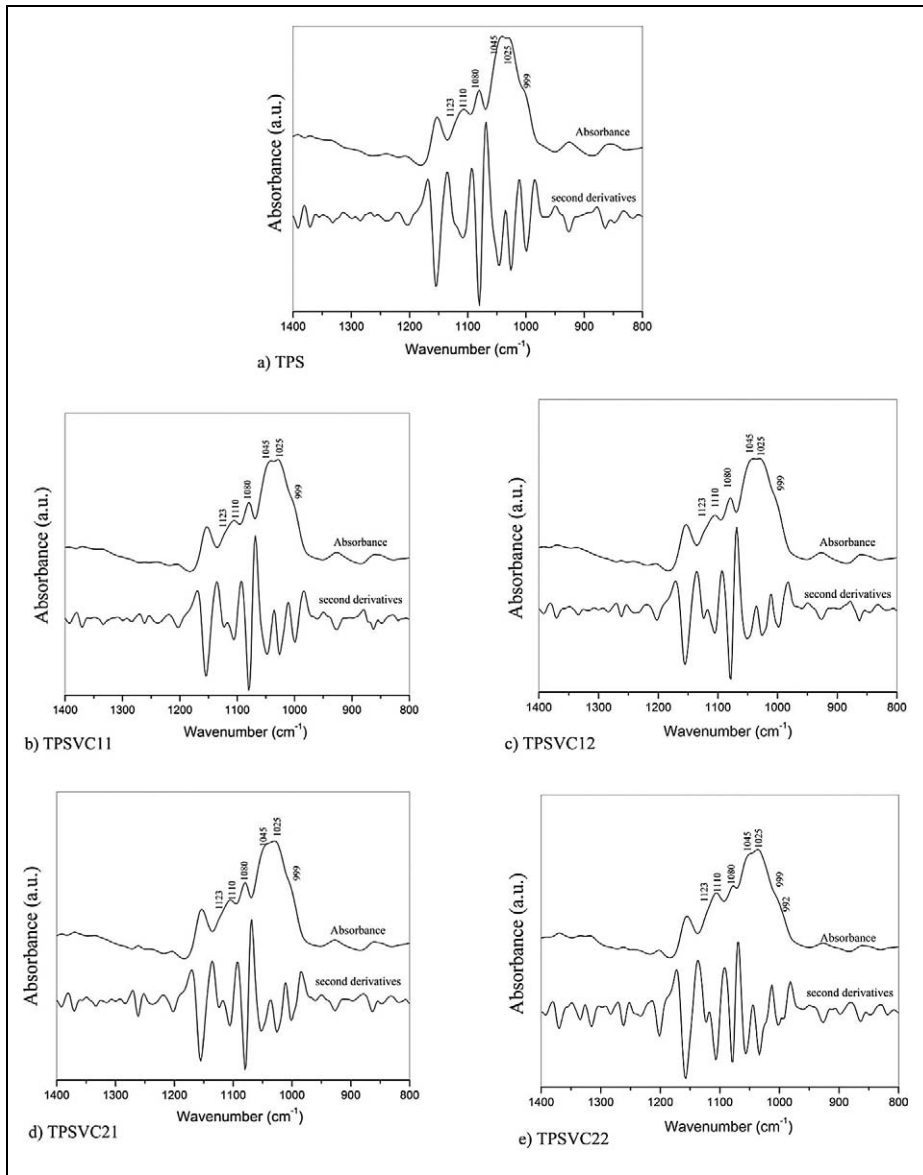 1045
1025
1080
999
1110
1123
Absorbance
second derivatives
Absorbance (a.u.)
1400 1300 1200 1100 1000 900 800
Wavenumber (cm⁻¹)
a) TPS
1045
1025
1080
999
1110
1123
Absorbance
second derivatives
Absorbance (a.u.)
1400 1300 1200 1100 1000 900 800
Wavenumber (cm⁻¹)
b) TPSVC11
1045
1025
1080
999
1110
1123
Absorbance
second derivatives
Absorbance (a.u.)
1400 1300 1200 1100 1000 900 800
Wavenumber (cm⁻¹)
c) TPSVC12
1045
1025
1080
999
1110
1123
Absorbance
second derivatives
Absorbance (a.u.)
1400 1300 1200 1100 1000 900 800
Wavenumber (cm⁻¹)
d) TPSVC21
1045
1025
1080
999
1110
1123
992
Absorbance
second derivatives
Absorbance (a.u.)
1400 1300 1200 1100 1000 900 800
Wavenumber (cm⁻¹)
e) TPSVC22